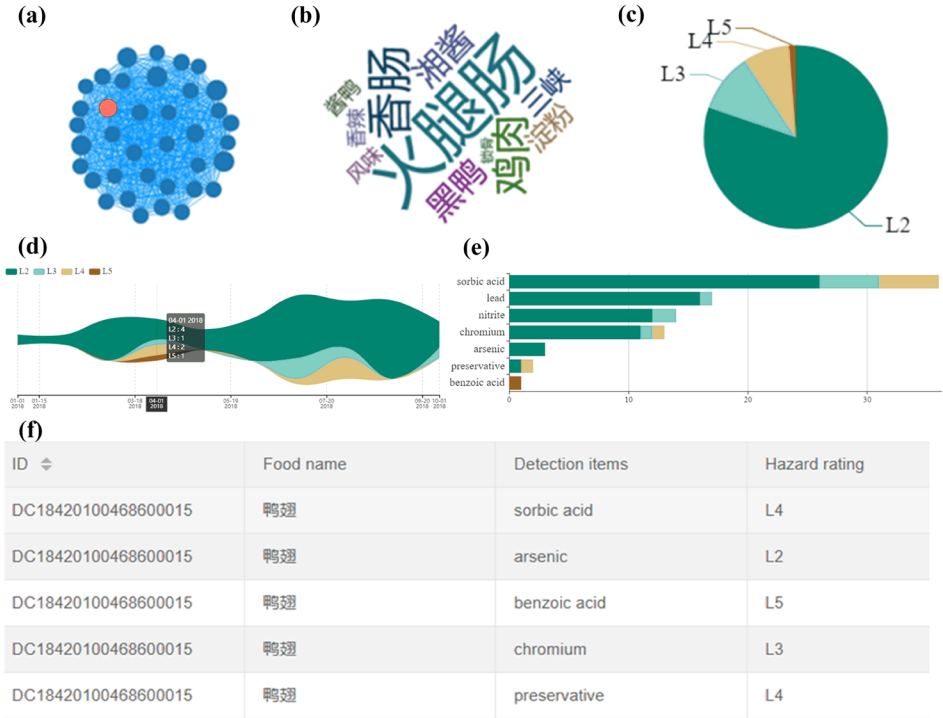 (a)
(b)
(c)
酱鸭
香辣
风味
香肠
湘酱
火腿肠
黑鸭
锁骨
鸡肉
三峡
淀粉
L5
L4
L3
L2
(d)
L2 L3 L4 L5
04-01 2018
L2 : 4
L3 : 1
L4 : 2
L5 : 1
01-01 01-15 03-18 04-01 05-19 07-20 09-20 10-01
2018 2018 2018 2018 2018 2018 2018 2018
(e)
sorbic acid
lead
nitrite
chromium
arsenic
preservative
benzoic acid
0 10 20 30
(f)
ID Food name Detection items Hazard rating
DC18420100468600015 鸭翅 sorbic acid L4
DC18420100468600015 鸭翅 arsenic L2
DC18420100468600015 鸭翅 benzoic acid L5
DC18420100468600015 鸭翅 chromium L3
DC18420100468600015 鸭翅 preservative L4